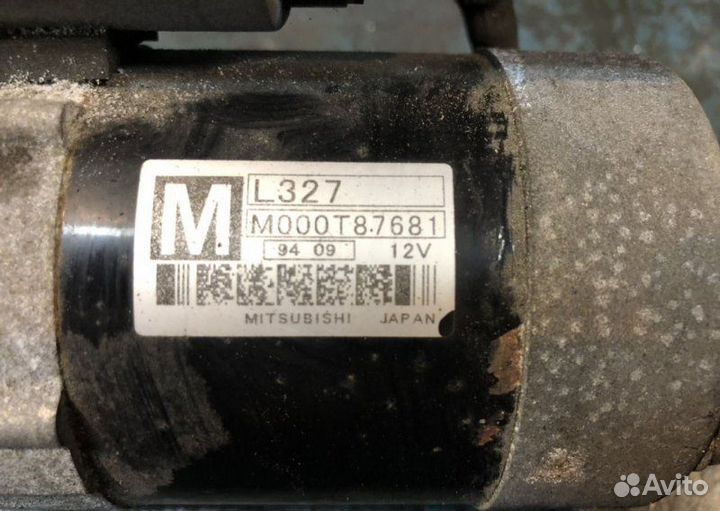 M
L327
M000T87681
94 09 12V
MITSUBISHI JAPAN
Avito